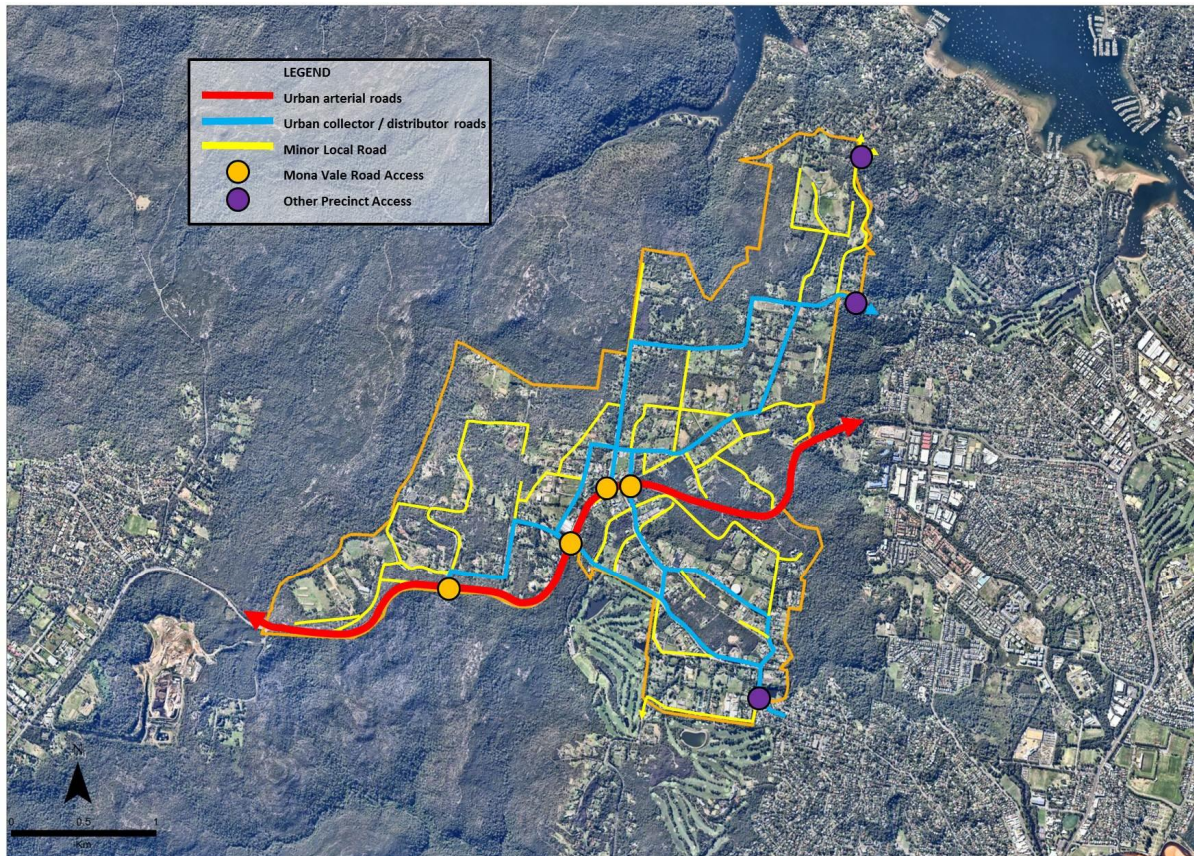 LEGEND
Urban arterial roads
Urban collector / distributor roads
Minor Local Road
Mona Vale Road Access
Other Precinct Access
N
0 0.5 1
Km